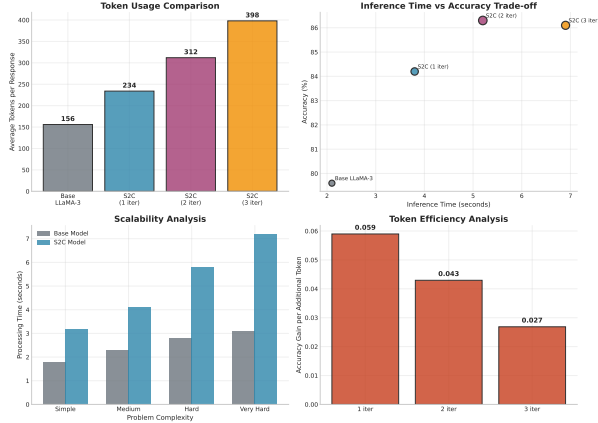 Token Usage Comparison
Average Tokens per Response
400
350
300
250
200
150
100
50
0
156
234
312
398
Base
LLaMA-3
S2C
(1 iter)
S2C
(2 iter)
S2C
(3 iter)
Inference Time vs Accuracy Trade-off
Accuracy (%)
86
85
84
83
82
81
80
Base LLaMA-3
S2C (1 iter)
S2C (2 iter)
S2C (3 iter
2
3
4
5
6
7
Inference Time (seconds)
Scalability Analysis
Base Model
S2C Model
Processing Time (seconds)
7
6
5
4
3
2
1
0
Simple
Medium
Hard
Very Hard
Problem Complexity
Token Efficiency Analysis
Accuracy Gain per Additional Token
0.06
0.05
0.04
0.03
0.02
0.01
0.00
0.059
0.043
0.027
1 iter
2 iter
3 iter